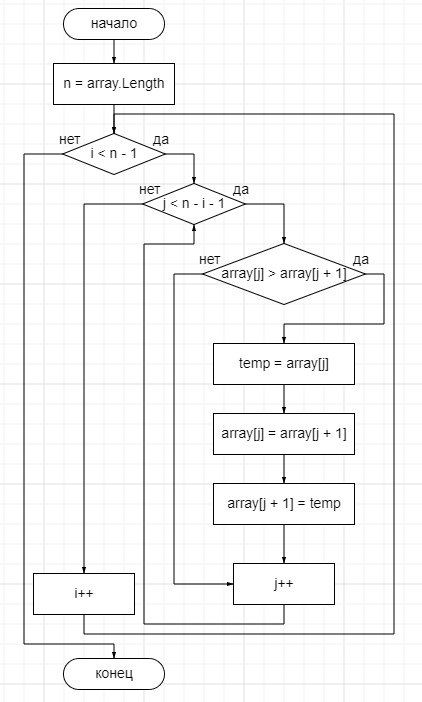 начало
n = array.Length
нет
да
i < n - 1
нет
да
j < n - i - 1
нет
да
array[j] > array[j + 1]
temp = array[j]
array[j] = array[j + 1]
array[j + 1] = temp
i++
j++
конец